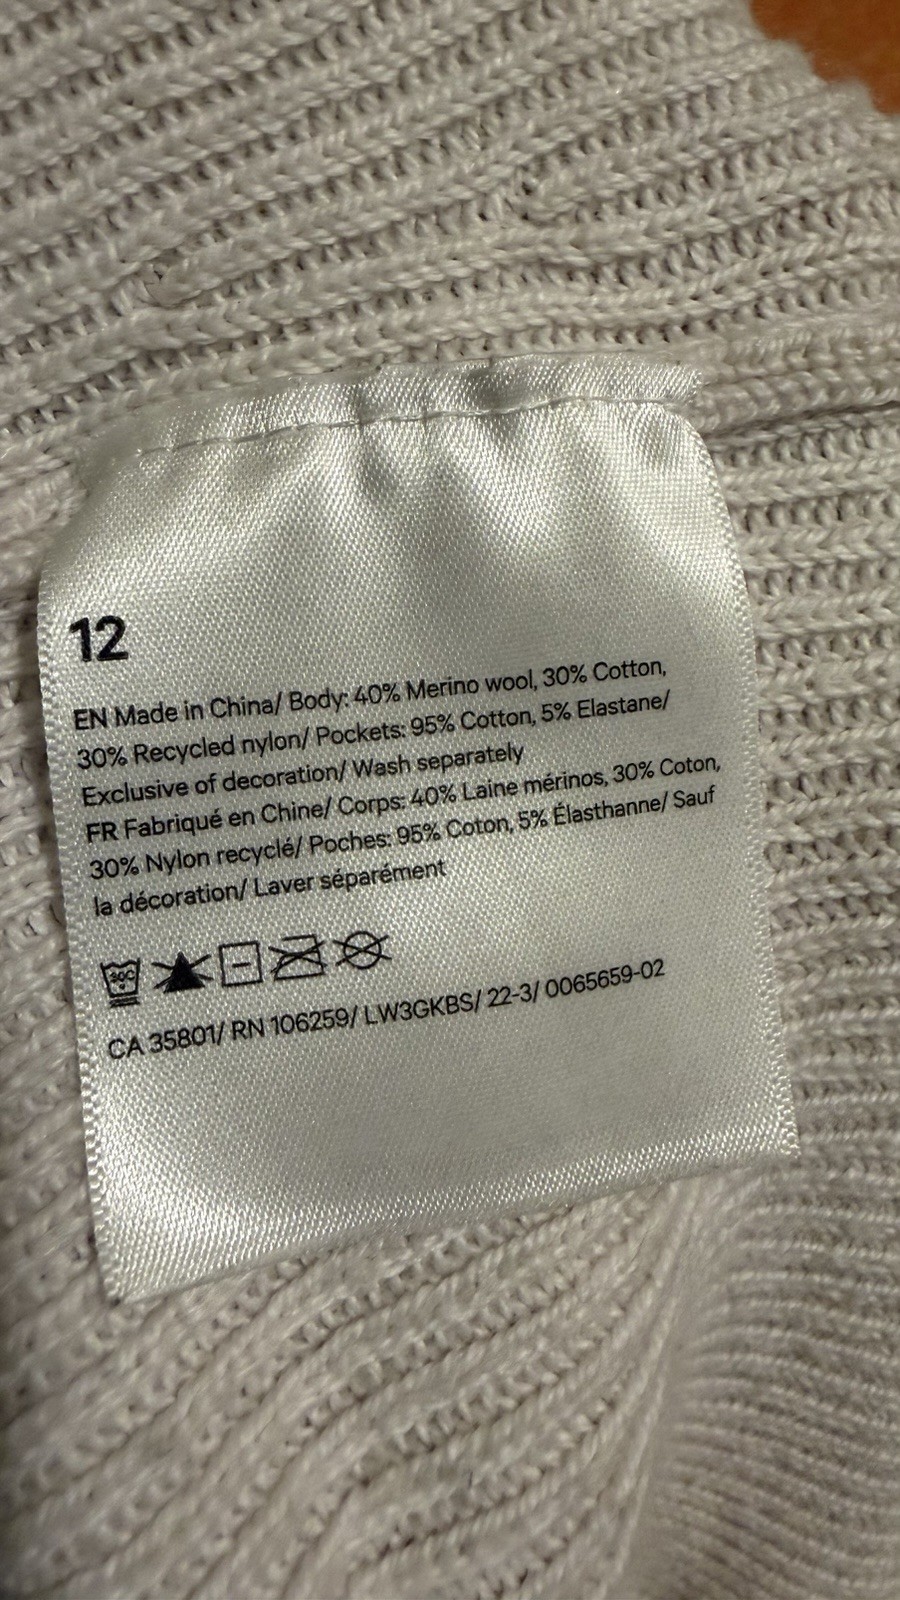 12
EN Made in China/ Body: 40% Merino wool, 30% Cotton,
30% Recycled nylon/ Pockets: 95% Cotton, 5% Elastane/
Exclusive of decoration/ Wash separately
FR Fabriqué en Chine/ Corps: 40% Laine mérinos, 30% Coton,
30% Nylon recyclé/ Poches: 95% Coton, 5% Élasthanne/ Sauf
la décoration/ Laver séparément
30C
CA 35801/ RN 106259/ LW3GKBS/ 22-3/ 0065659-02